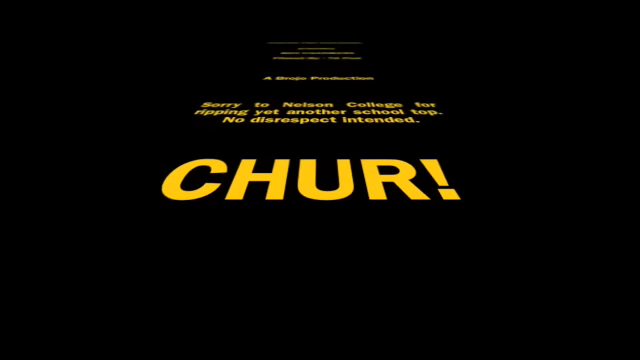 A Brojo Production
Sorry to Nelson College for
ripping yet another school top.
No disrespect intended.
CHUR!